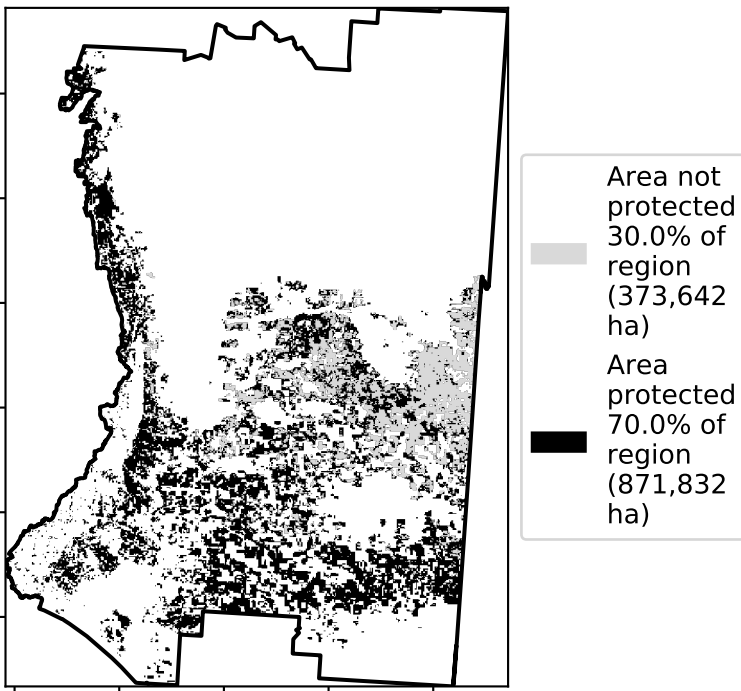 Area not
protected
30.0% of
region
(373,642
ha)
Area
protected
70.0% of
region
(871,832
ha)